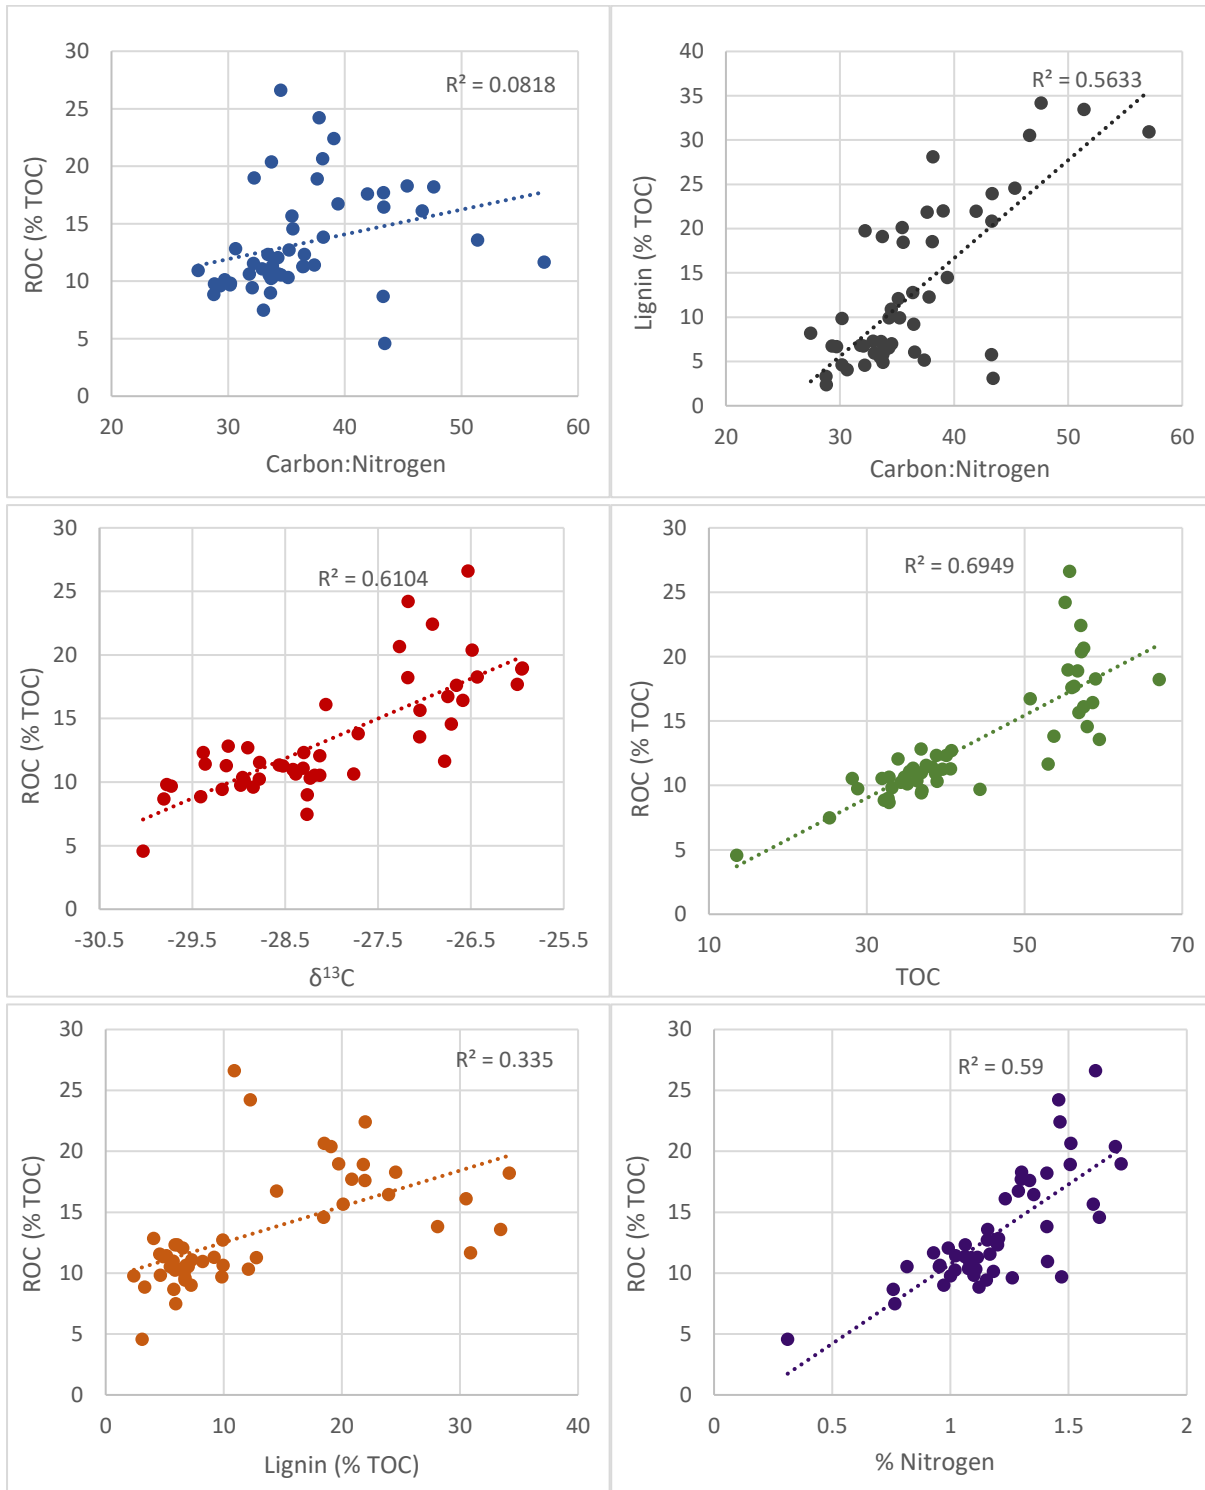 R² = 0.0818
30
25
20
15
10
5
0
ROC (% TOC)
20 30 40 50 60
Carbon:Nitrogen
R² = 0.5633
40
35
30
25
20
15
10
5
0
Lignin (% TOC)
20 30 40 50 60
Carbon:Nitrogen
R² = 0.6104
30
25
20
15
10
5
0
ROC (% TOC)
-30.5 -29.5 -28.5 -27.5 -26.5 -25.5
δ¹³C
R² = 0.6949
30
25
20
15
10
5
0
ROC (% TOC)
10 30 50 70
TOC
R² = 0.335
30
25
20
15
10
5
0
ROC (% TOC)
0 10 20 30 40
Lignin (% TOC)
R² = 0.59
30
25
20
15
10
5
0
ROC (% TOC)
0 0.5 1 1.5 2
% Nitrogen